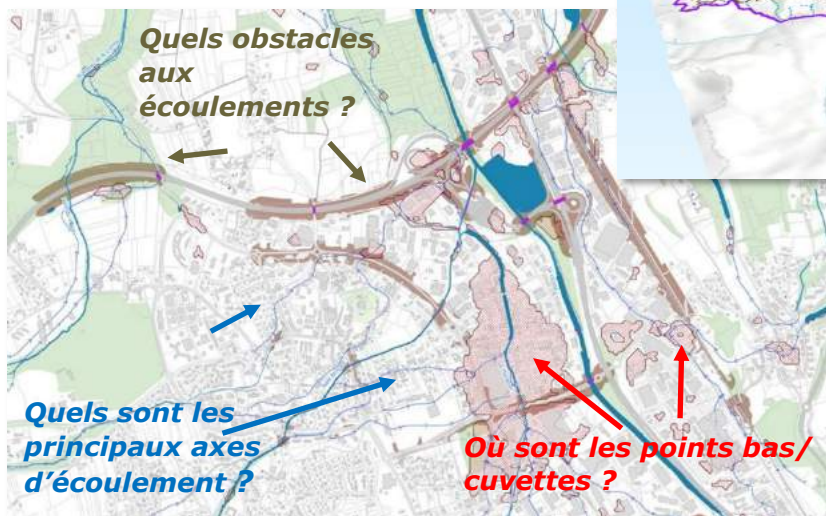 Quels obstacles
aux
écoulements ?
Quels sont les
principaux axes
d'écoulement ?
Où sont les points bas/
cuvettes ?